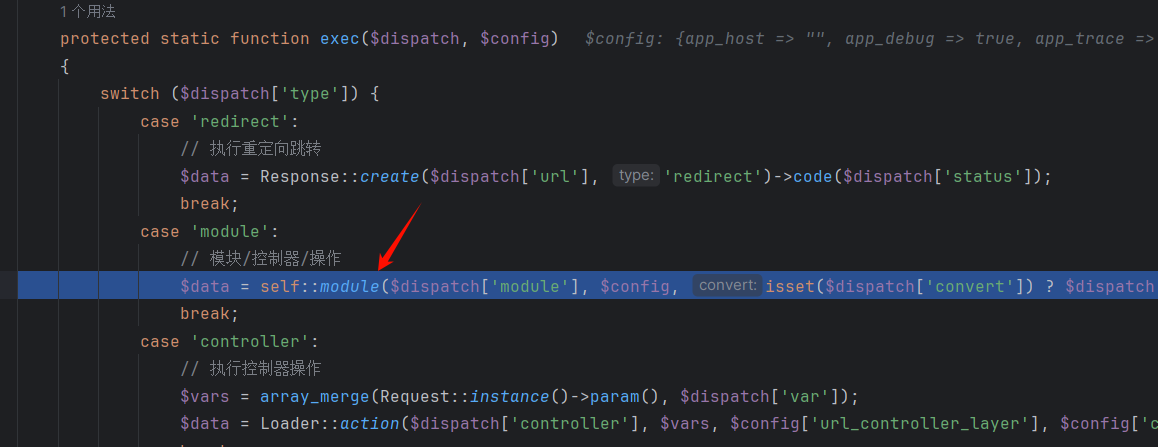 1 个用法
protected static function exec($dispatch, $config) $config: {app_host => "", app_debug => true, app_trace =>
{
switch ($dispatch['type']) {
case 'redirect':
// 执行重定向跳转
$data = Response::create($dispatch['url'], type: 'redirect')->code($dispatch['status']);
break;
case 'module':
// 模块/控制器/操作
$data = self::module($dispatch['module'], $config, convert: isset($dispatch['convert']) ? $dispatch
break;
case 'controller':
// 执行控制器操作
$vars = array_merge(Request::instance()->param(), $dispatch['var']);
$data = Loader::action($dispatch['controller'], $vars, $config['url_controller_layer'], $config['c